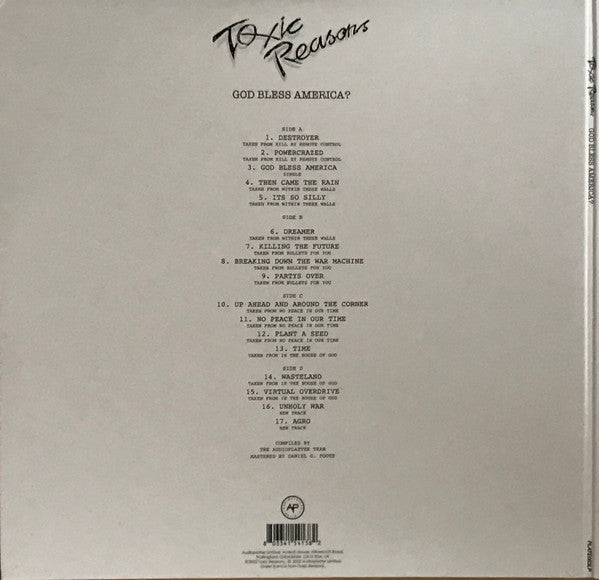 Toxic
Reasons
GOD BLESS AMERICA?
SIDE A
1. DESTROYER
TAKEN FROM KILL BY REMOTE CONTROL
2. POWERCRAZED
TAKEN FROM KILL BY REMOTE CONTROL
3. GOD BLESS AMERICA
SINGLE
4. THEN CAME THE RAIN
TAKEN FROM WITHIN THESE WALLS
5. ITS SO SILLY
TAKEN FROM WITHIN THESE WALLS
SIDE B
6. DREAMER
TAKEN FROM WITHIN THESE WALLS
7. KILLING THE FUTURE
TAKEN FROM BULLETS FOR YOU
8. BREAKING DOWN THE WAR MACHINE
TAKEN FROM BULLETS FOR YOU
9. PARTYS OVER
TAKEN FROM BULLETS FOR YOU
SIDE C
10. UP AHEAD AND AROUND THE CORNER
TAKEN FROM NO PEACE IN OUR TIME
11. NO PEACE IN OUR TIME
TAKEN FROM NO PEACE IN OUR TIME
12. PLANT A SEED
TAKEN FROM NO PEACE IN OUR TIME
13. TIME
TAKEN FROM IN THE HOUSE OF GOD
SIDE D
14. WASTELAND
TAKEN FROM IN THE HOUSE OF GOD
15. VIRTUAL OVERDRIVE
TAKEN FROM IN THE HOUSE OF GOD
16. UNHOLY WAR
NEW TRACK
17. AGRO
NEW TRACK
COMPILED BY
THE AUDIOPLATTER TEAM
MASTERED BY DANIEL G.
AP
Audioplatter Limited,
Toxic Reasons GOD BLESS AMERICA?